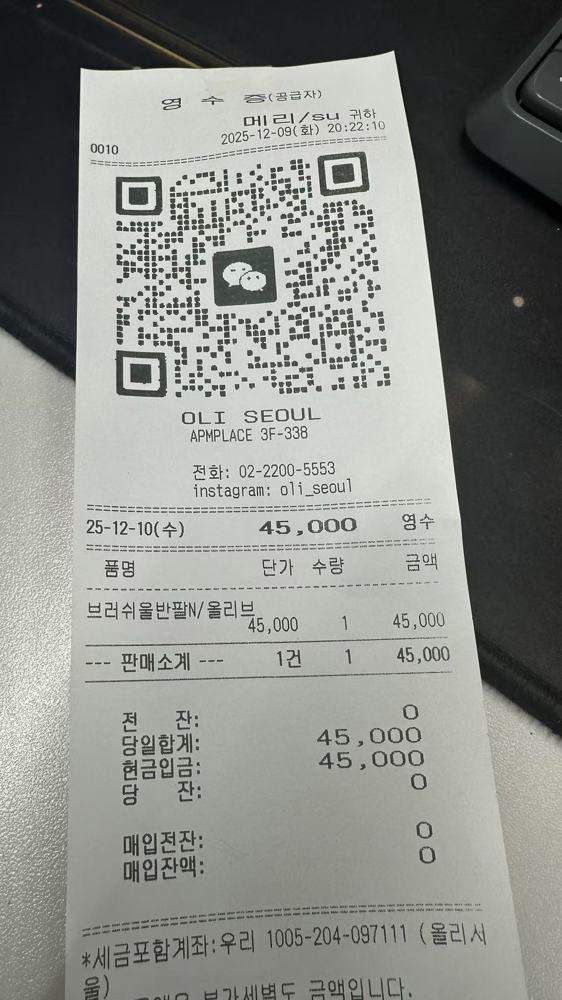 영 수 증(공급자)
메리/su 귀하
2025-12-09(화) 20:22:10
0010
OLI SEOUL
APMPLACE 3F-338
전화: 02-2200-5553
instagram: oli_seoul
25-12-10(수) 45,000 영수
품명 단가 수량 금액
브러쉬울반팔N/올리브
45,000 1 45,000
--- 판매소계 --- 1건 1 45,000
전 잔: 0
당일합계: 45,000
현금입금: 45,000
당 잔: 0
매입전잔: 0
매입잔액: 0
*세금포함계좌:우리 1005-204-097111 (올리서
울)
부가세별도 금액입니다.